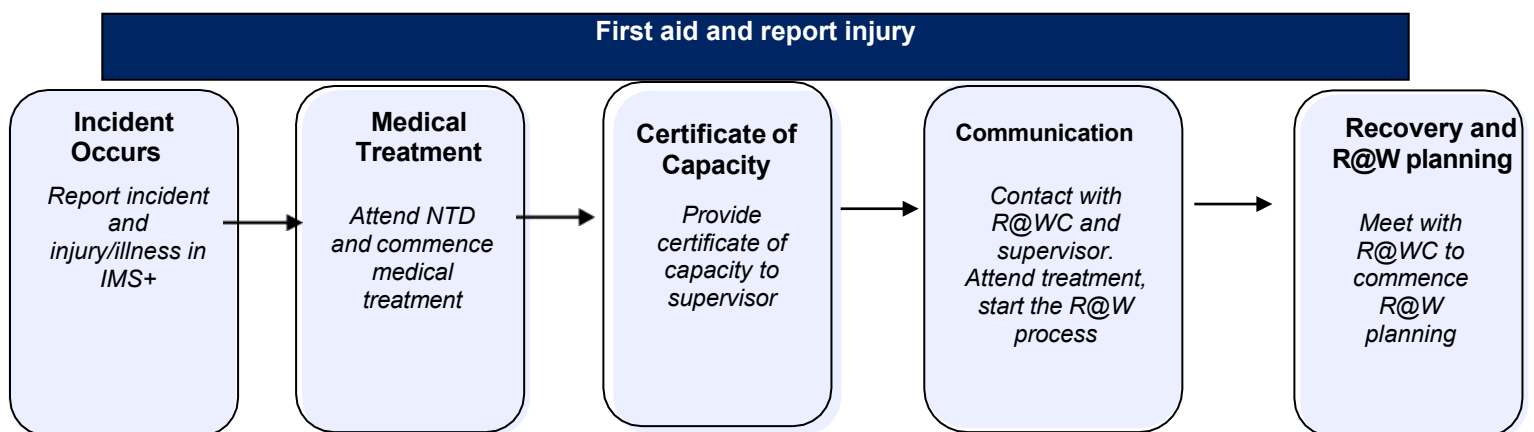 First aid and report injury
Incident
Occurs
Report incident
and
injury/illness in
IMS+
Medical
Treatment
Attend NTD
and commence
medical
treatment
Certificate of
Capacity
Provide
certificate of
capacity to
supervisor
Communication
Contact with
R@WC and
supervisor.
Attend treatment,
start the R@W
process
Recovery and
R@W planning
Meet with
R@WC to
commence
R@W
planning